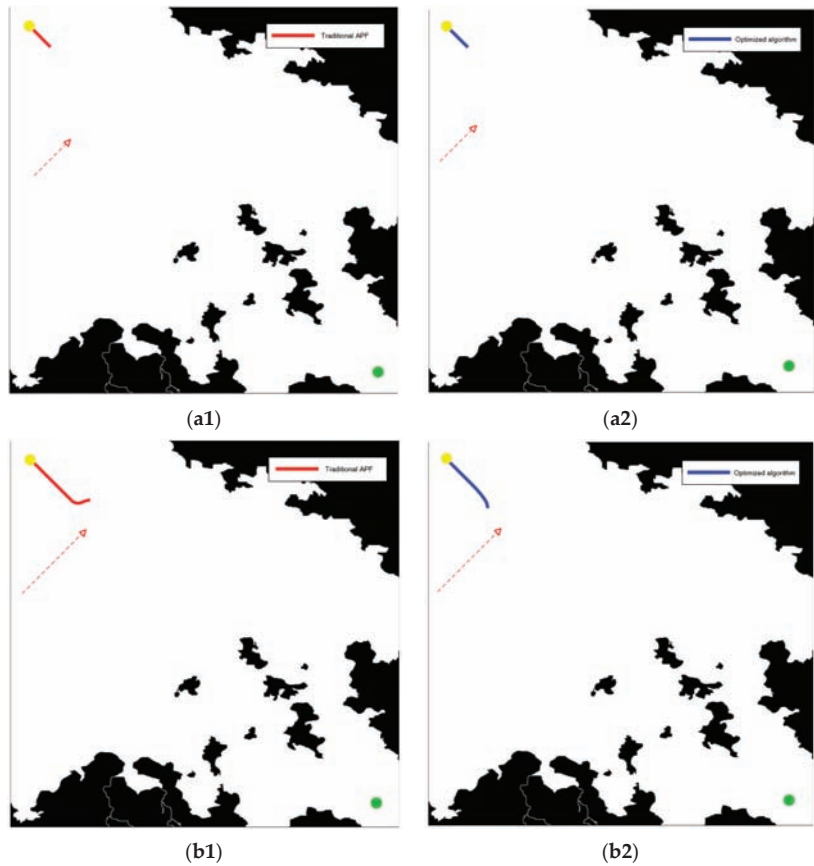 Traditional APF
Optimized algorithm
(a1)
(a2)
Traditional APF
Optimized algorithm
(b1)
(b2)